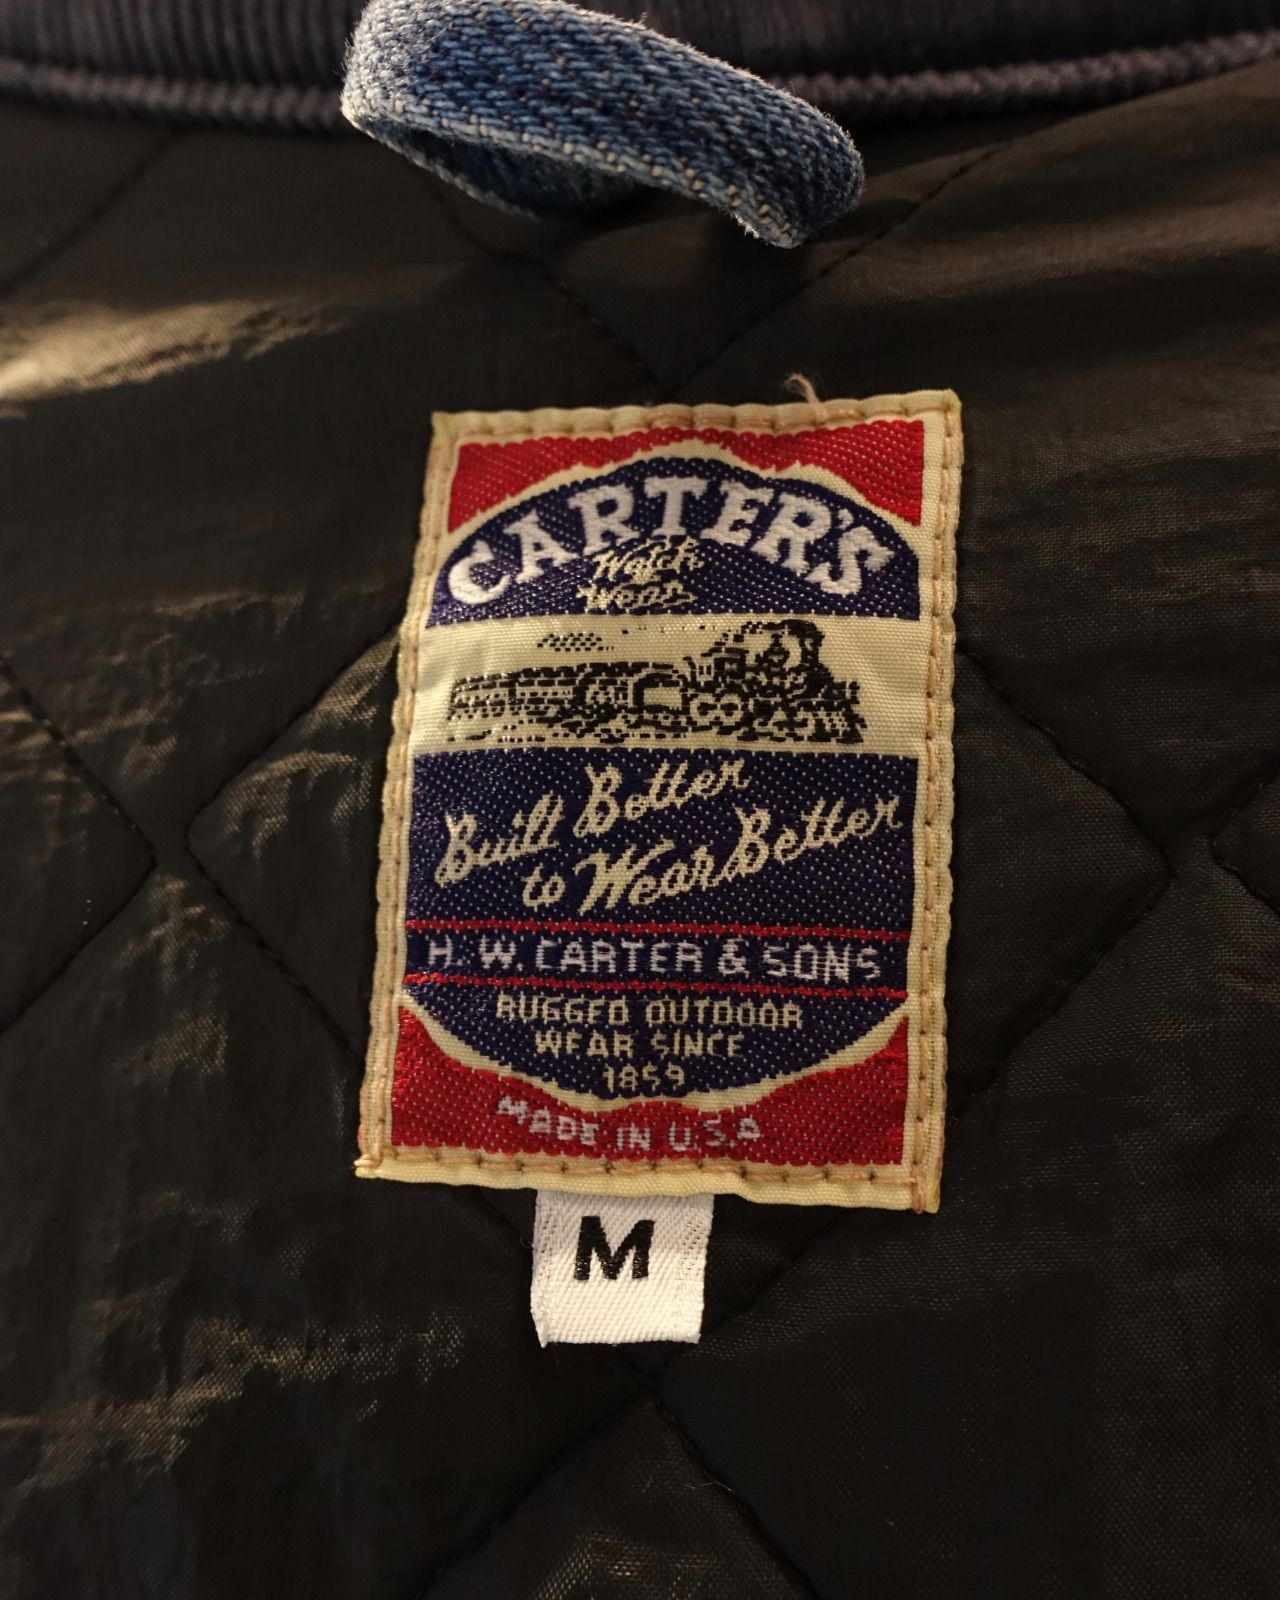 CARTER'S
Watch
Wear
Built Better
to Wear Better
H. W. CARTER & SONS
RUGGED OUTDOOR
WEAR SINCE
1859
MADE IN U.S.A
M